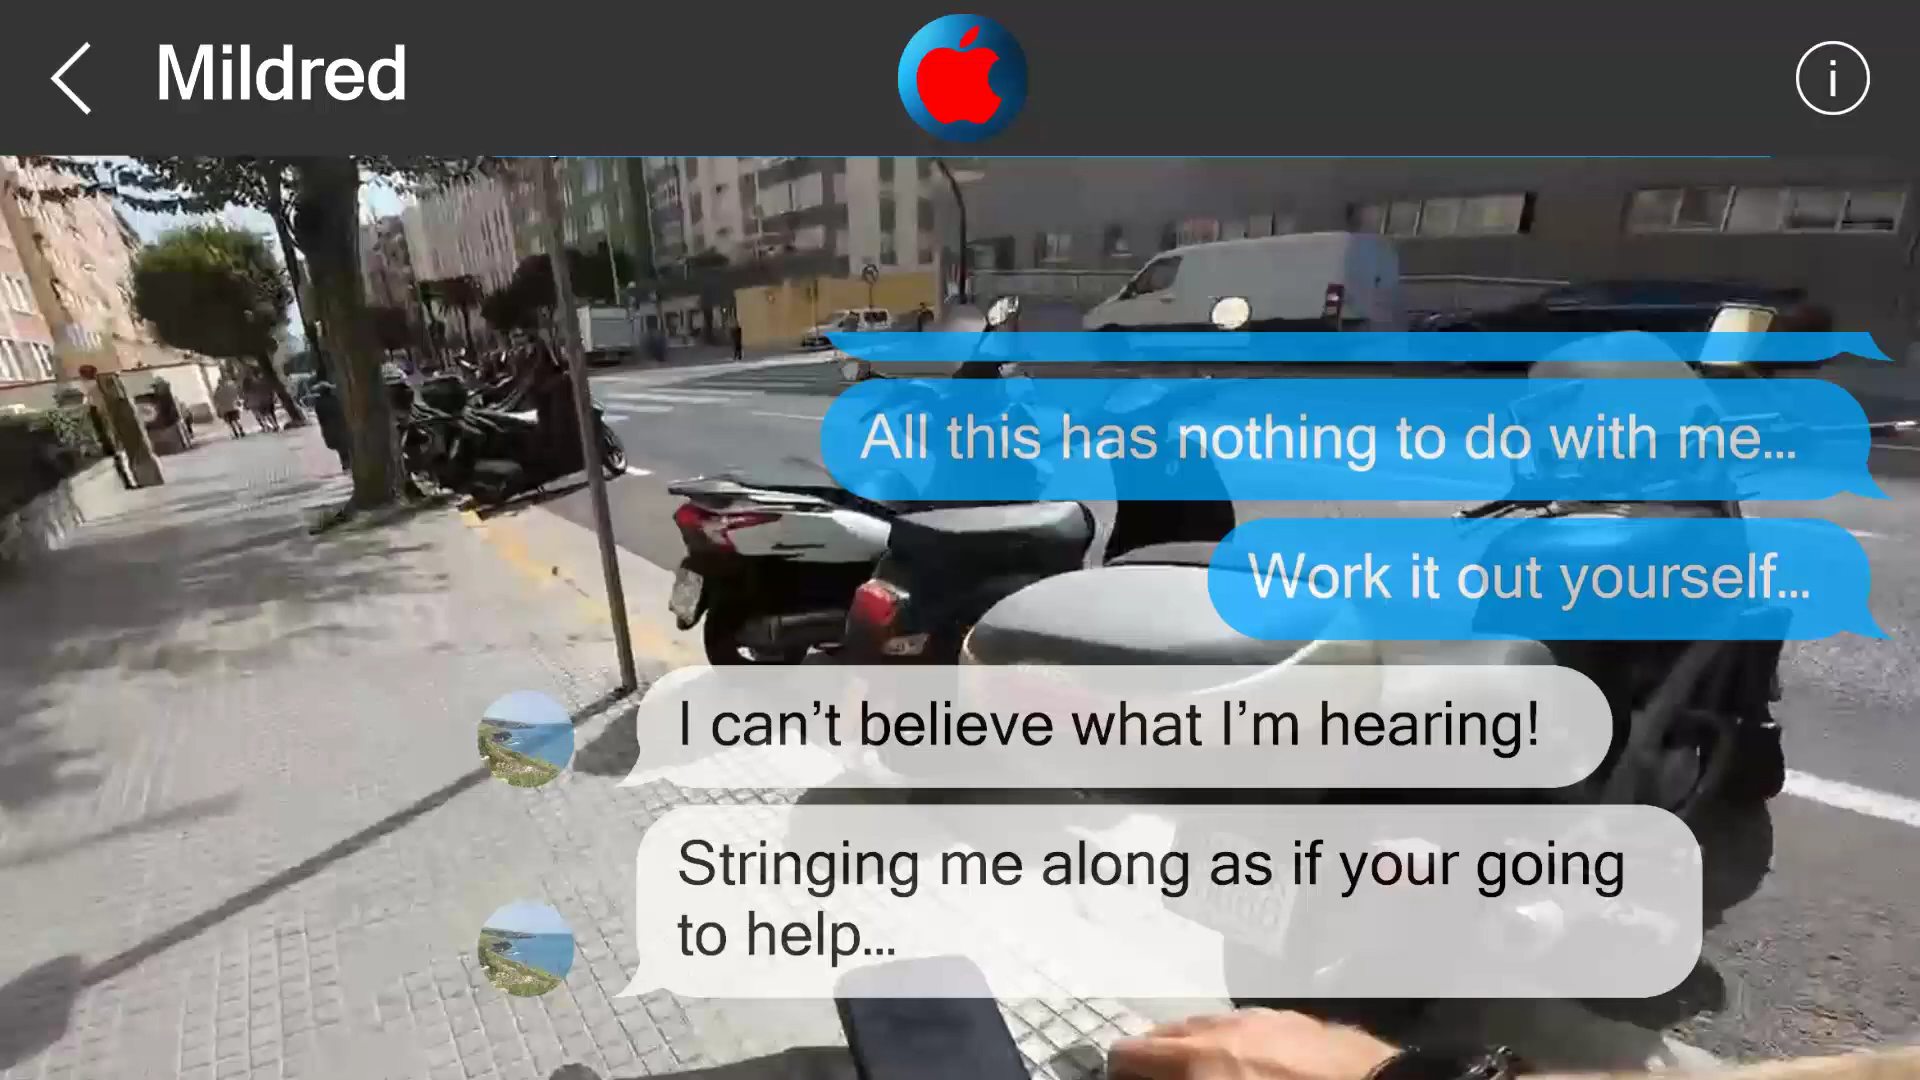 Mildred
i
All this has nothing to do with me...
Work it out yourself...
I can’t believe what I’m hearing!
Stringing me along as if your going
to help...